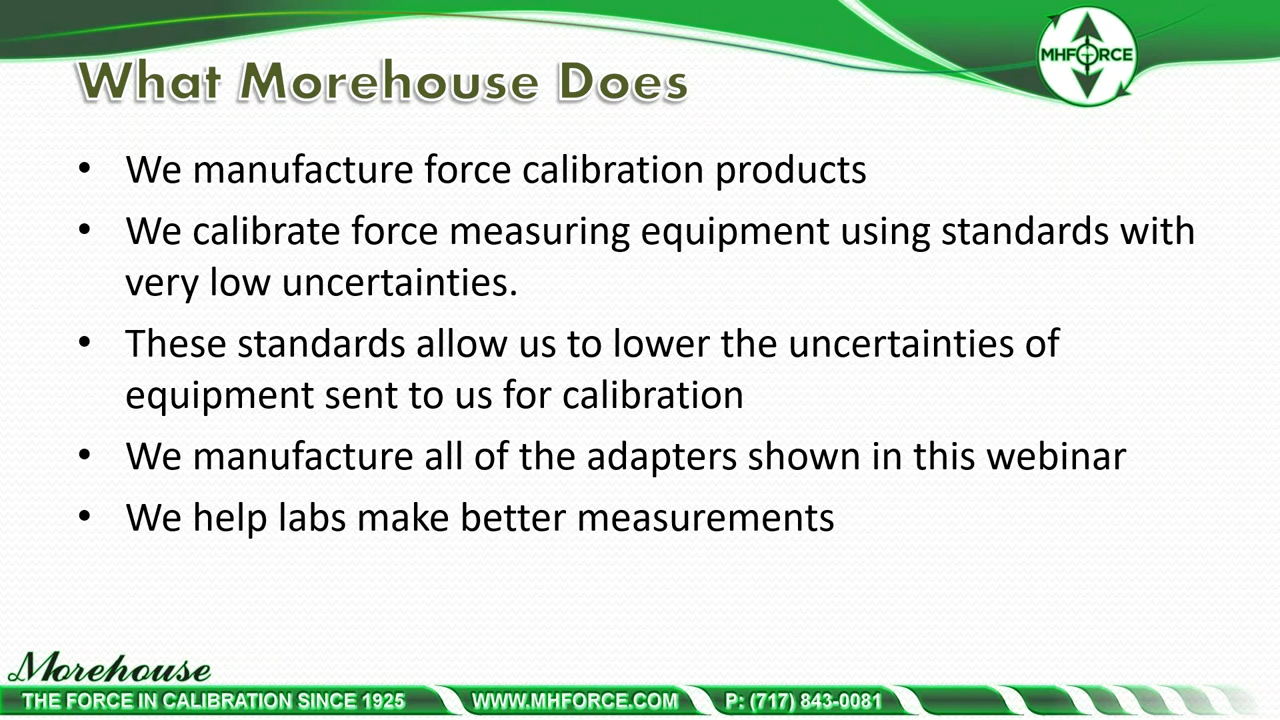 MHFORCE
What Morehouse Does
• We manufacture force calibration products
• We calibrate force measuring equipment using standards with
very low uncertainties.
• These standards allow us to lower the uncertainties of
equipment sent to us for calibration
• We manufacture all of the adapters shown in this webinar
• We help labs make better measurements
Morehouse
THE FORCE IN CALIBRATION SINCE 1925 WWW.MHFORCE.COM P: (717) 843-0081